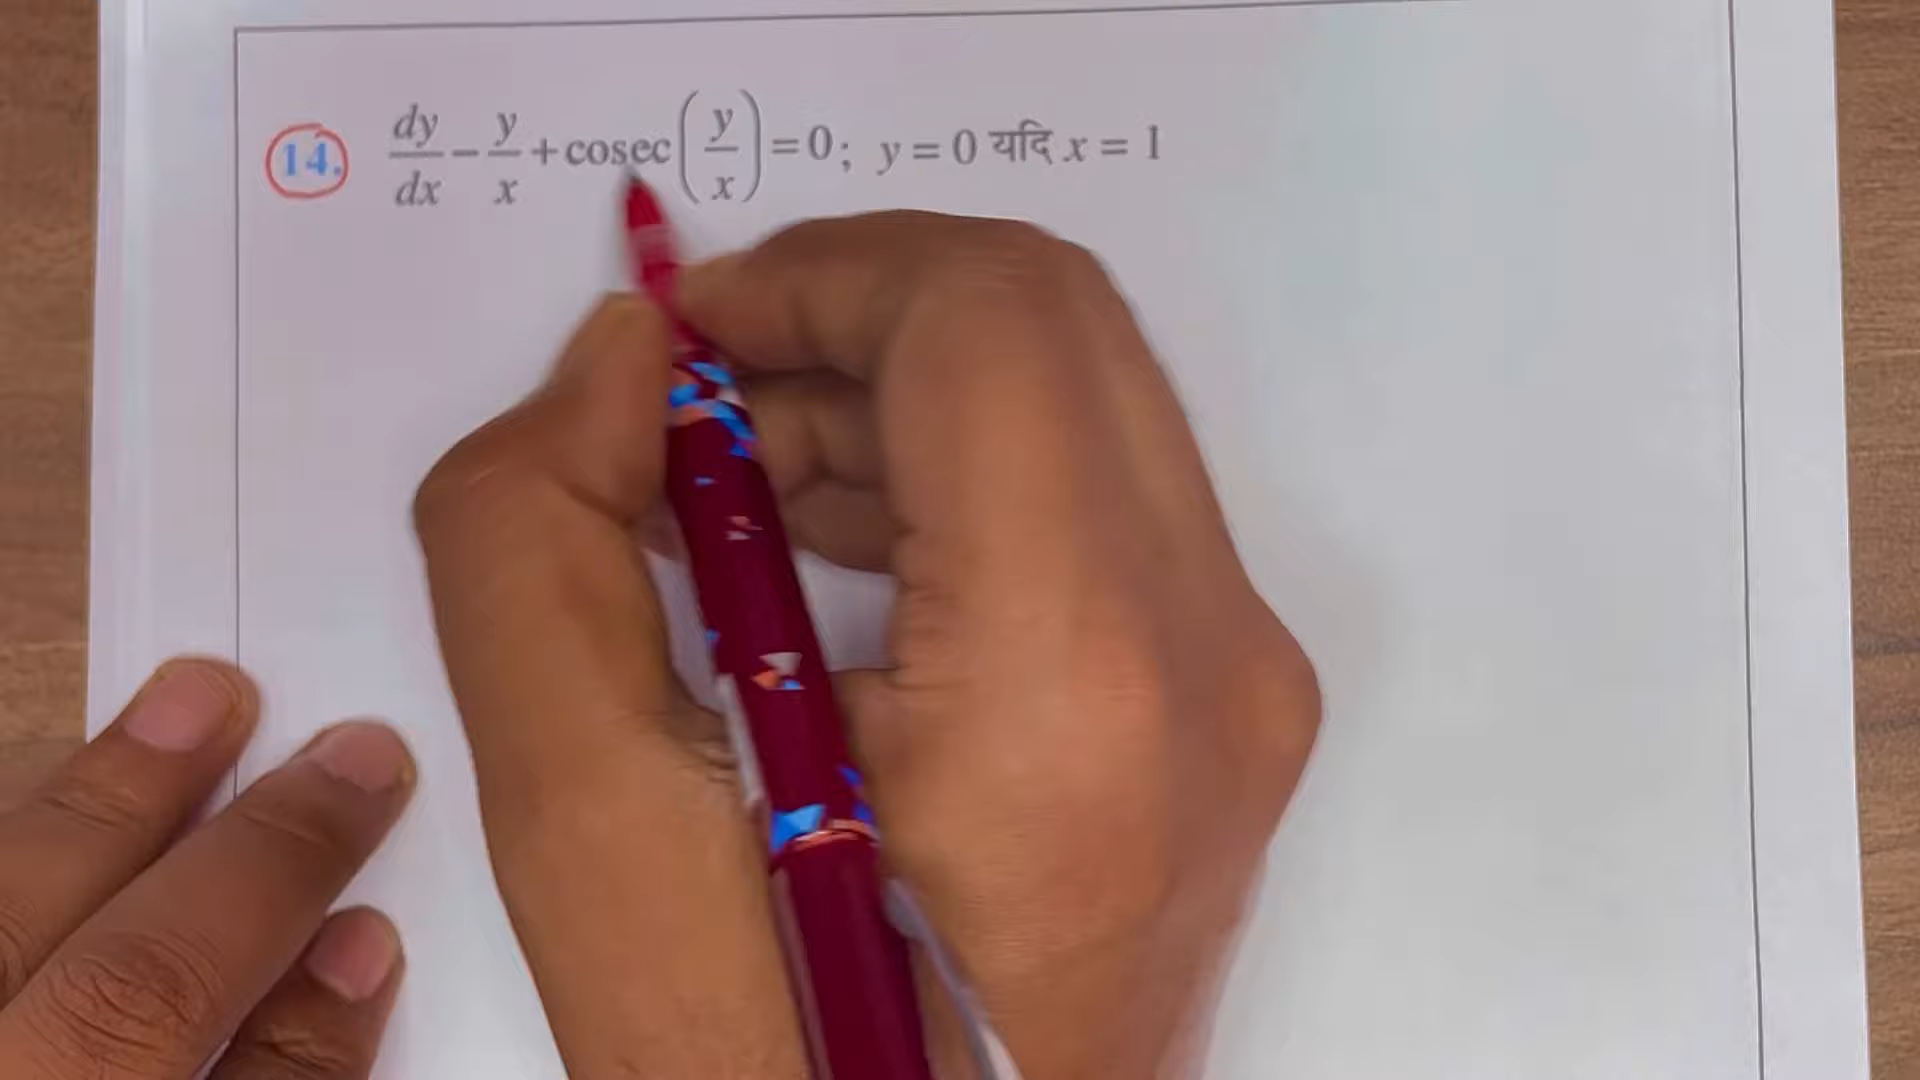 14. dy/dx − y/x + cosec(y/x) = 0; y = 0 यदि x = 1